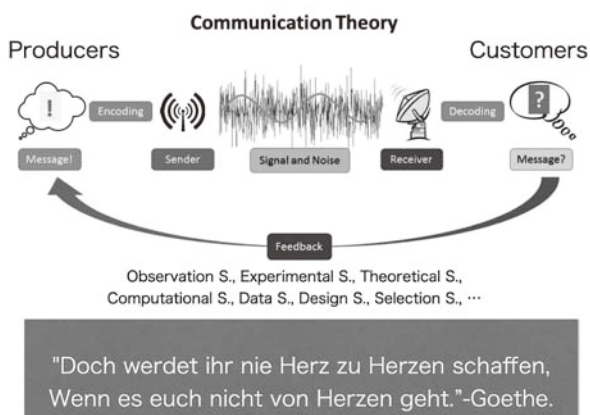 Communication Theory
Producers
Customers
!
Encoding
Decoding
?
Message!
Sender
Signal and Noise
Receiver
Message?
Feedback
Observation S., Experimental S., Theoretical S.,
Computational S., Data S., Design S., Selection S., …
"Doch werdet ihr nie Herz zu Herzen schaffen,
Wenn es euch nicht von Herzen geht."-Goethe.